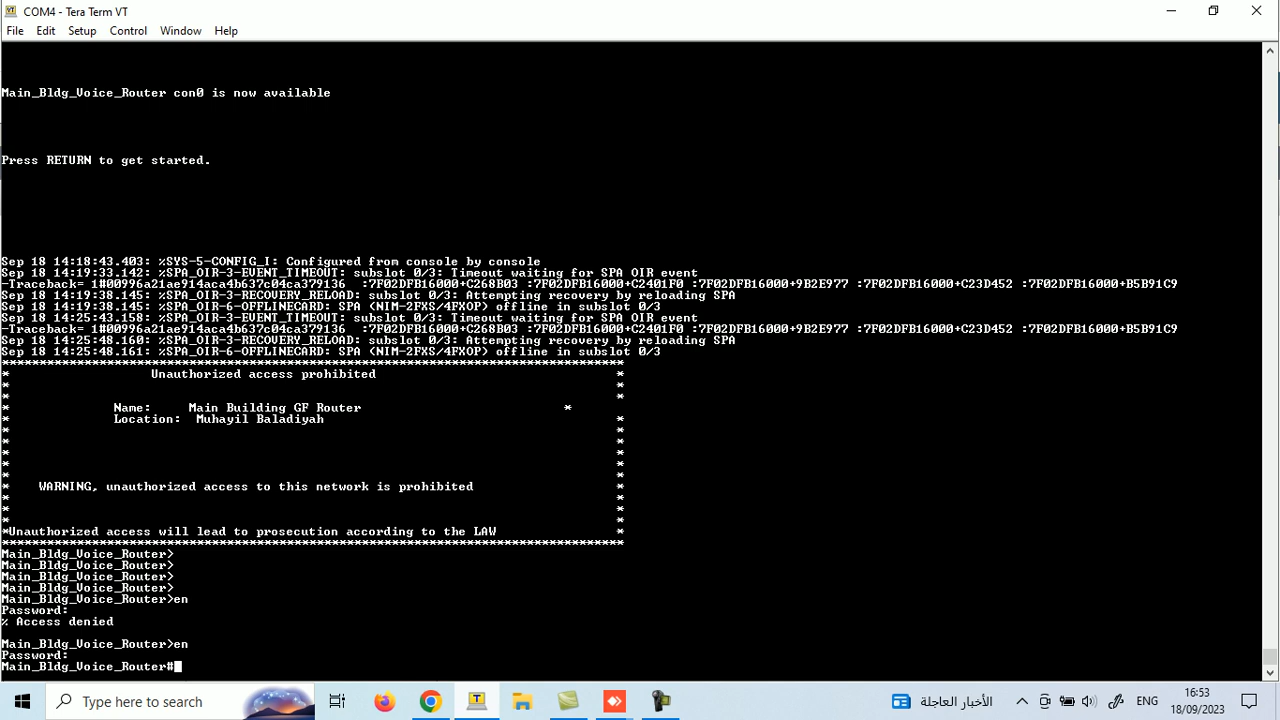 COM4 - Tera Term VT
File Edit Setup Control Window Help
Main_Bldg_Voice_Router con0 is now available
Press RETURN to get started.
Sep 18 14:18:43.403: %SYS-5-CONFIG_I: Configured from console by console
Sep 18 14:19:33.142: %SPA_OIR-3-EVENT_TIMEOUT: subslot 0/3: Timeout waiting for SPA OIR event
-Traceback= 1#00996a21ae914aca4b637c04ca379136 :7F02DFB16000+C268B03 :7F02DFB16000+C2401F0 :7F02DFB16000+9B2E977 :7F02DFB16000+C23D452 :7F02DFB16000+B5B91C9
Sep 18 14:19:38.145: %SPA_OIR-3-RECOVERY_RELOAD: subslot 0/3: Attempting recovery by reloading SPA
Sep 18 14:19:38.145: %SPA_OIR-6-OFFLINECARD: SPA (NIM-2FXS/4FXOP) offline in subslot 0/3
Sep 18 14:25:43.158: %SPA_OIR-3-EVENT_TIMEOUT: subslot 0/3: Timeout waiting for SPA OIR event
-Traceback= 1#00996a21ae914aca4b637c04ca379136 :7F02DFB16000+C268B03 :7F02DFB16000+C2401F0 :7F02DFB16000+9B2E977 :7F02DFB16000+C23D452 :7F02DFB16000+B5B91C9
Sep 18 14:25:48.160: %SPA_OIR-3-RECOVERY_RELOAD: subslot 0/3: Attempting recovery by reloading SPA
Sep 18 14:25:48.161: %SPA_OIR-6-OFFLINECARD: SPA (NIM-2FXS/4FXOP) offline in subslot 0/3
***********************************************************************************
* Unauthorized access prohibited *
* *
* *
* Name: Main Building GF Router *
* Location: Muhayil Baladiyah *
* *
* *
* *
* *
* *
* WARNING, unauthorized access to this network is prohibited *
* *
* *
* *
*Unauthorized access will lead to prosecution according to the LAW *
***********************************************************************************
Main_Bldg_Voice_Router>
Main_Bldg_Voice_Router>
Main_Bldg_Voice_Router>
Main_Bldg_Voice_Router>
Main_Bldg_Voice_Router>en
Password:
% Access denied
Main_Bldg_Voice_Router>en
Password:
Main_Bldg_Voice_Router#
Type here to search
الأخبار العاجلة
ENG
16:53
18/09/2023